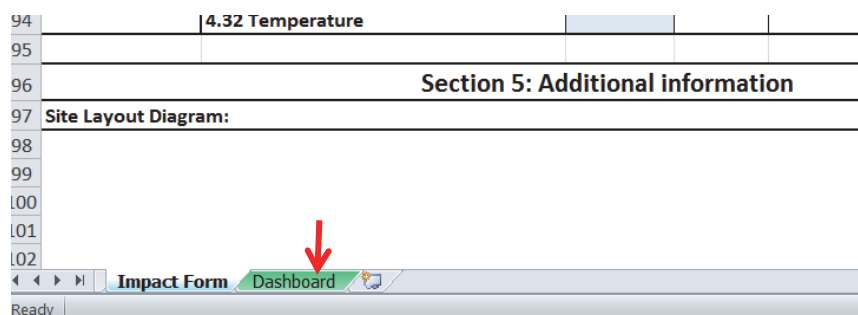 94 4.32 Temperature
95
96 Section 5: Additional information
97 Site Layout Diagram:
98
99
100
101
102
Impact Form Dashboard
Ready